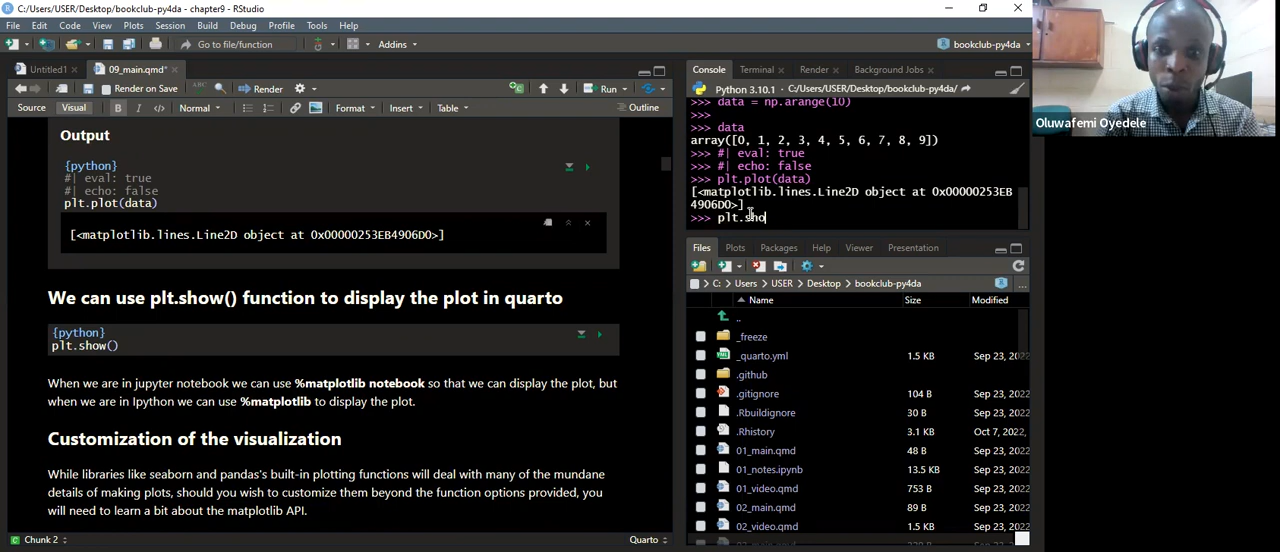 C:/Users/USER/Desktop/bookclub-py4da - chapter9 - RStudio
File Edit Code View Plots Session Build Debug Profile Tools Help
Go to file/function
Addins
bookclub-py4da
Untitled1
09_main.qmd*
Render on Save
Render
Run
Source Visual
B I </> Normal
Format Insert Table
Outline
Output
{python}
#| eval: true
#| echo: false
plt.plot(data)
[<matplotlib.lines.Line2D object at 0x00000253EB4906D0>]
We can use plt.show() function to display the plot in quarto
{python}
plt.show()
When we are in jupyter notebook we can use %matplotlib notebook so that we can display the plot, but
when we are in Ipython we can use %matplotlib to display the plot.
Customization of the visualization
While libraries like seaborn and pandas's built-in plotting functions will deal with many of the mundane
details of making plots, should you wish to customize them beyond the function options provided, you
will need to learn a bit about the matplotlib API.
Chunk 2
Quarto
Console Terminal Render Background Jobs
Python 3.10.1 · C:/Users/USER/Desktop/bookclub-py4da/
>>> data = np.arange(10)
>>>
>>> data
array([0, 1, 2, 3, 4, 5, 6, 7, 8, 9])
>>> #| eval: true
>>> #| echo: false
>>> plt.plot(data)
[<matplotlib.lines.Line2D object at 0x00000253EB
4906D0>]
>>> plt.sho
Files Plots Packages Help Viewer Presentation
C: > Users > USER > Desktop > bookclub-py4da
Name Size Modified
..
_freeze
_quarto.yml 1.5 KB Sep 23, 202
.github
.gitignore 104 B Sep 23, 2022,
.Rbuildignore 30 B Sep 23, 2022,
.Rhistory 3.1 KB Oct 7, 2022,
01_main.qmd 48 B Sep 23, 2022,
01_notes.ipynb 13.5 KB Sep 23, 2022,
01_video.qmd 753 B Sep 23, 2022,
02_main.qmd 89 B Sep 23, 2022,
02_video.qmd 1.5 KB Sep 23, 2022,
Oluwafemi Oyedele